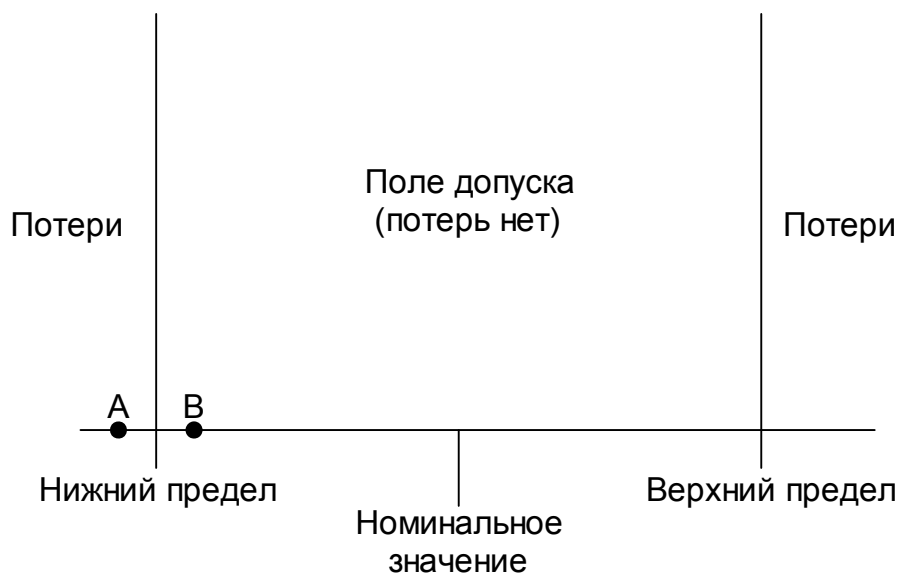 Поле допуска
(потерь нет)
Потери
Потери
А
В
Нижний предел
Верхний предел
Номинальное
значение